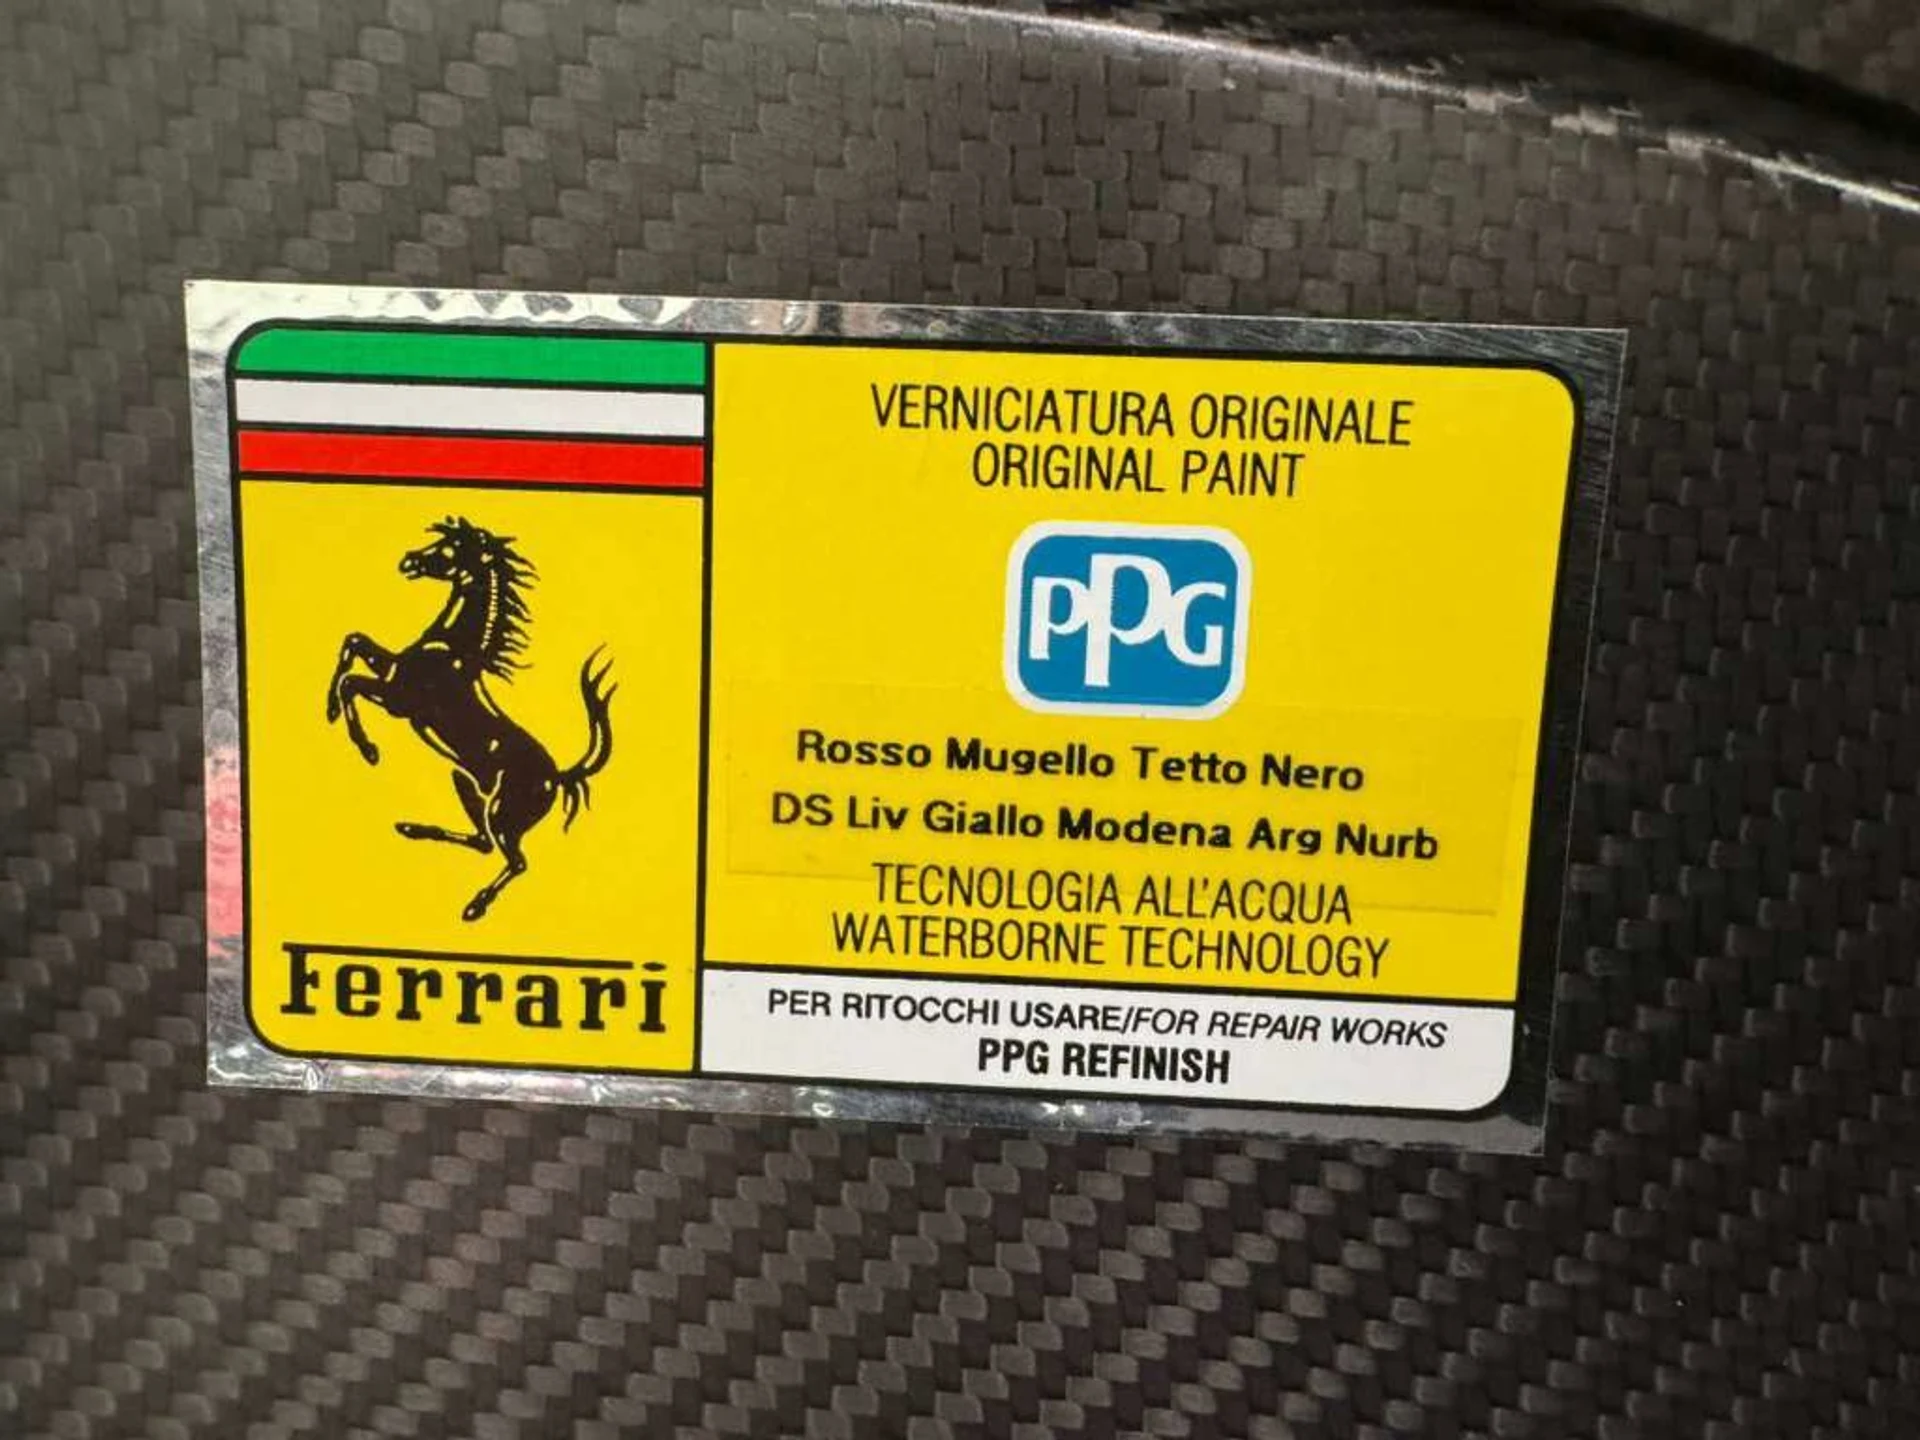 Ferrari
VERNICIATURA ORIGINALE
ORIGINAL PAINT
PPG
Rosso Mugello Tetto Nero
DS Liv Giallo Modena Arg Nurb
TECNOLOGIA ALL'ACQUA
WATERBORNE TECHNOLOGY
PER RITOCCHI USARE/FOR REPAIR WORKS
PPG REFINISH